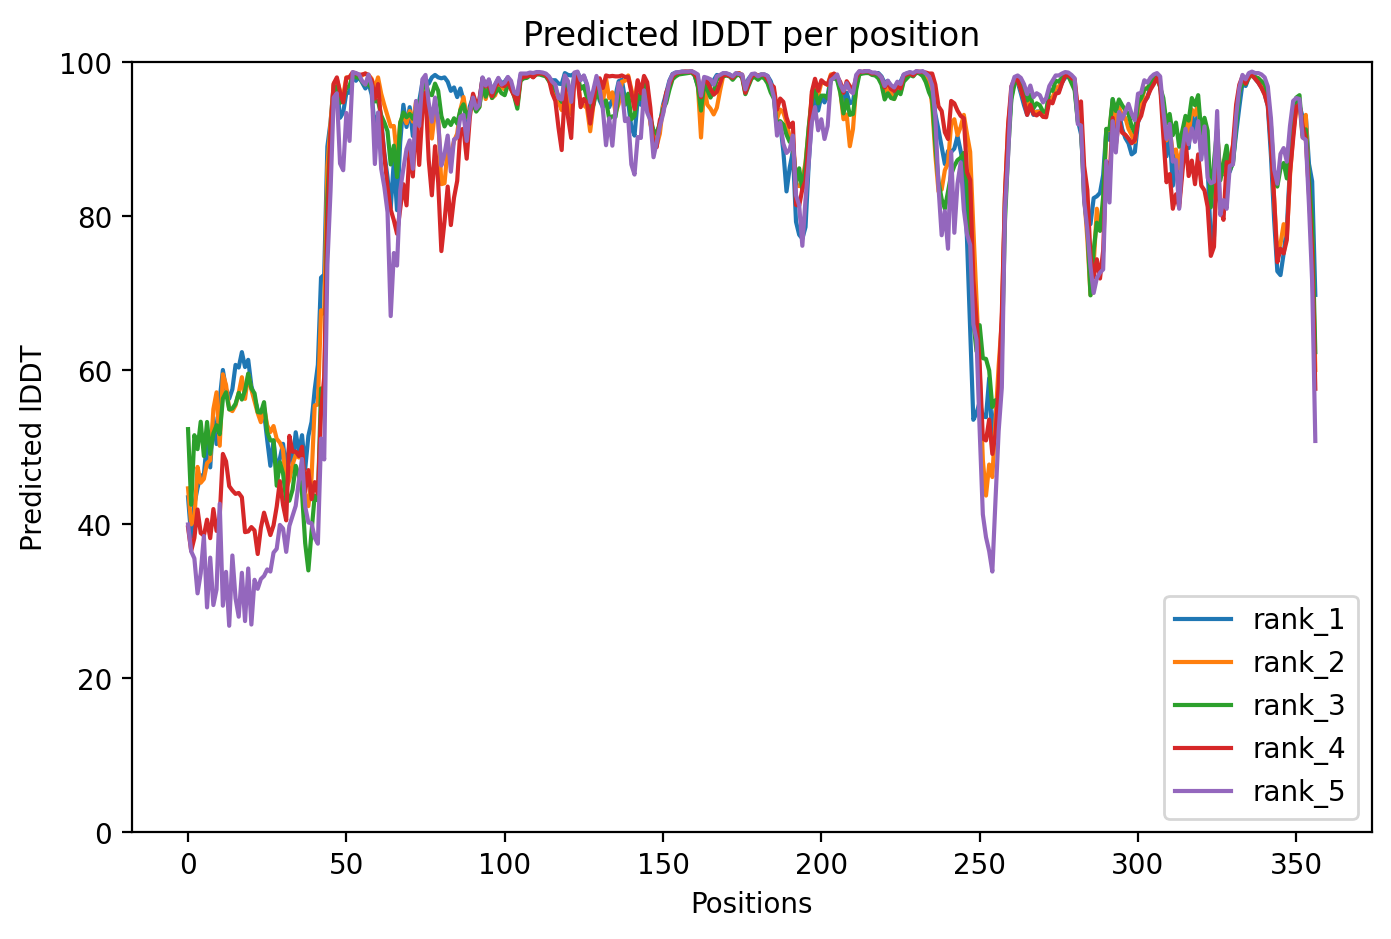 Predicted lDDT per position
Predicted lDDT
100
80
60
40
20
0
0 50 100 150 200 250 300 350
Positions
rank_1
rank_2
rank_3
rank_4
rank_5